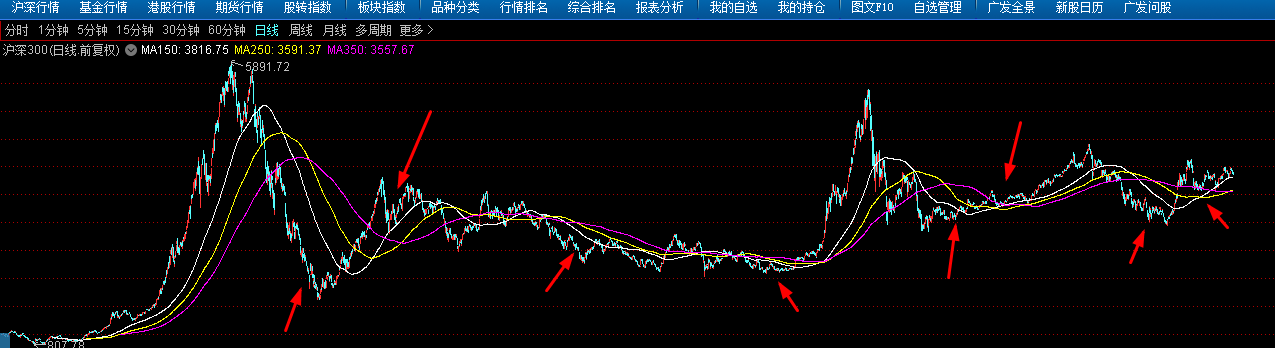 沪深行情 基金行情 港股行情 期货行情 股转指数 板块指数 品种分类 行情排名 综合排名 报表分析 我的自选 我的持仓 图文F10 自选管理 广发全景 新股日历 广发问股
分时 1分钟 5分钟 15分钟 30分钟 60分钟 日线 周线 月线 多周期 更多>
沪深300(日线.前复权) MA150: 3816.75 MA250: 3591.37 MA350: 3557.67
5891.72
807.78